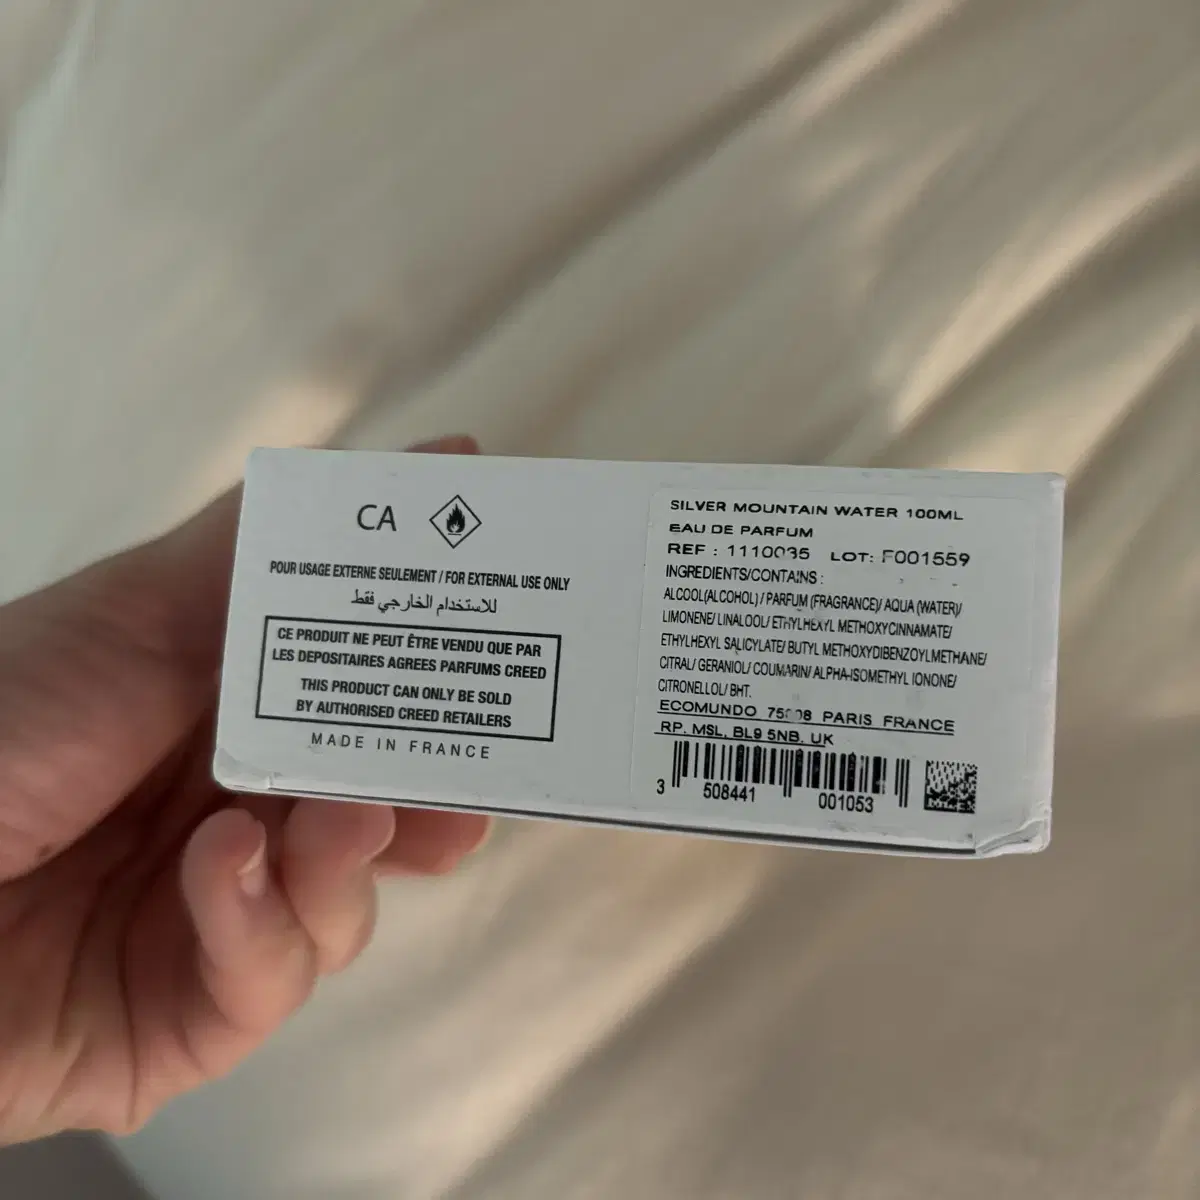 CA
POUR USAGE EXTERNE SEULEMENT / FOR EXTERNAL USE ONLY
للاستخدام الخارجي فقط
CE PRODUIT NE PEUT ÊTRE VENDU QUE PAR
LES DEPOSITAIRES AGREES PARFUMS CREED
THIS PRODUCT CAN ONLY BE SOLD
BY AUTHORISED CREED RETAILERS
MADE IN FRANCE
SILVER MOUNTAIN WATER 100ML
EAU DE PARFUM
REF : 1110035 LOT: F001559
INGREDIENTS/CONTAINS :
ALCOOL(ALCOHOL) / PARFUM (FRAGRANCE)/ AQUA (WATER)/
LIMONENE/ LINALOOL/ ETHYLHEXYL METHOXYCINNAMATE/
ETHYLHEXYL SALICYLATE/ BUTYL METHOXYDIBENZOYLMETHANE/
CITRAL/ GERANIOL/ COUMARIN/ ALPHA-ISOMETHYL IONONE/
CITRONELLOL/ BHT.
ECOMUNDO 75008 PARIS FRANCE
RP. MSL, BL9 5NB. UK
3 508441 001053